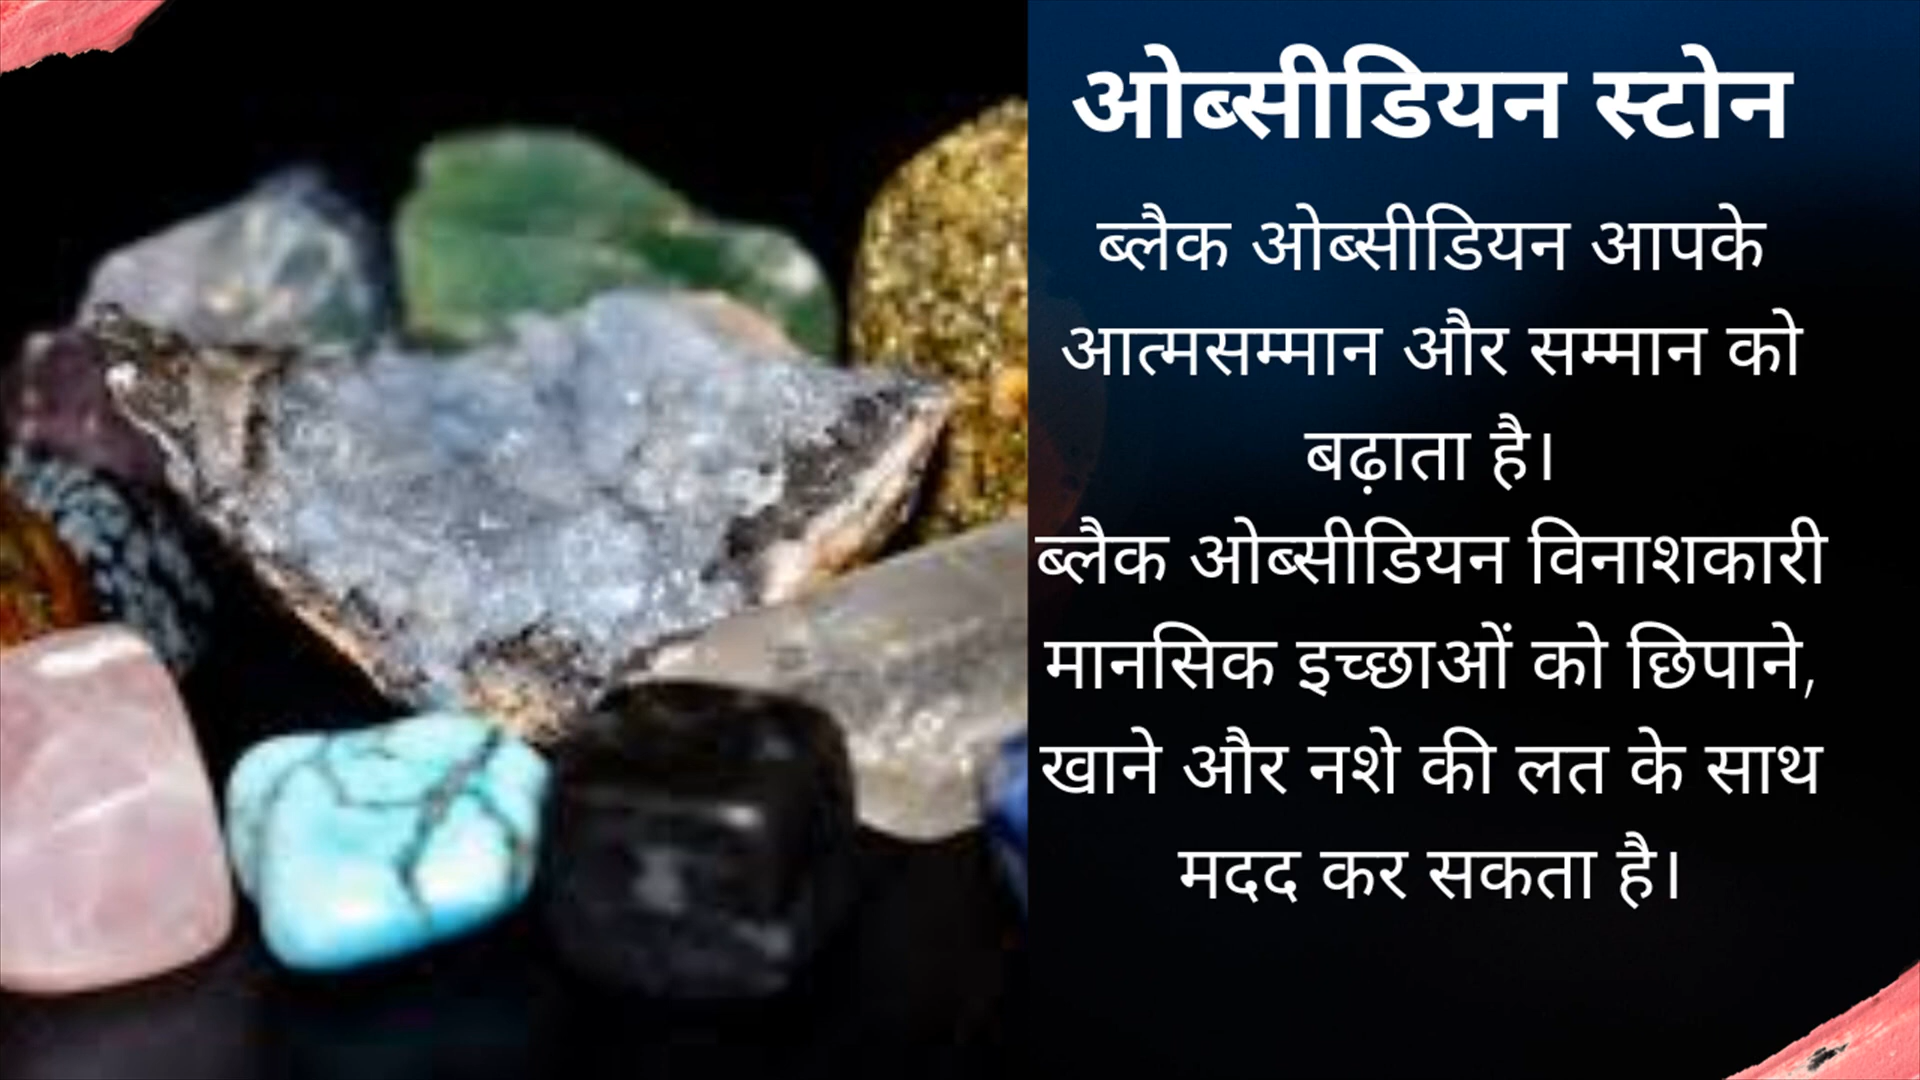 ओब्सीडियन स्टोन
ब्लैक ओब्सीडियन आपके
आत्मसम्मान और सम्मान को
बढ़ाता है।
ब्लैक ओब्सीडियन विनाशकारी
मानसिक इच्छाओं को छिपाने,
खाने और नशे की लत के साथ
मदद कर सकता है।